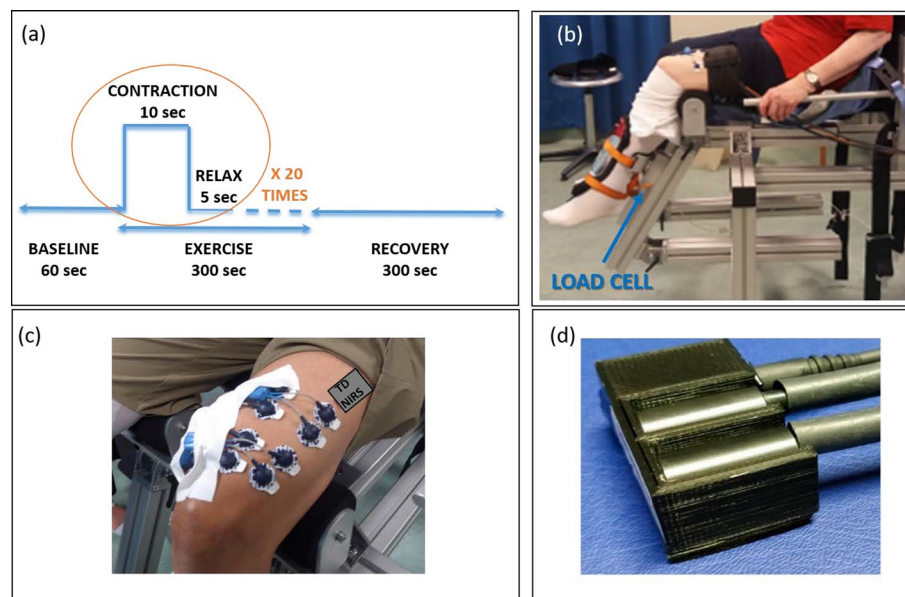 (a)
CONTRACTION
10 sec
RELAX
5 sec
X 20
TIMES
BASELINE
60 sec
EXERCISE
300 sec
RECOVERY
300 sec
(b)
LOAD CELL
(c)
TD
NIRS
(d)